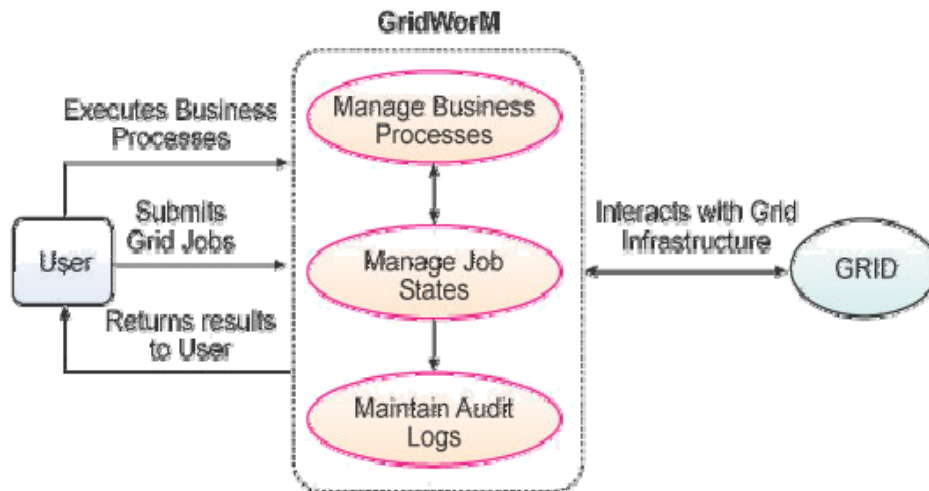 GridWorM
Manage Business
Processes
Executes Business
Processes
Submits
Grid Jobs
User
Manage Job
States
Interacts with Grid
Infrastructure
GRID
Returns results
to User
Maintain Audit
Logs